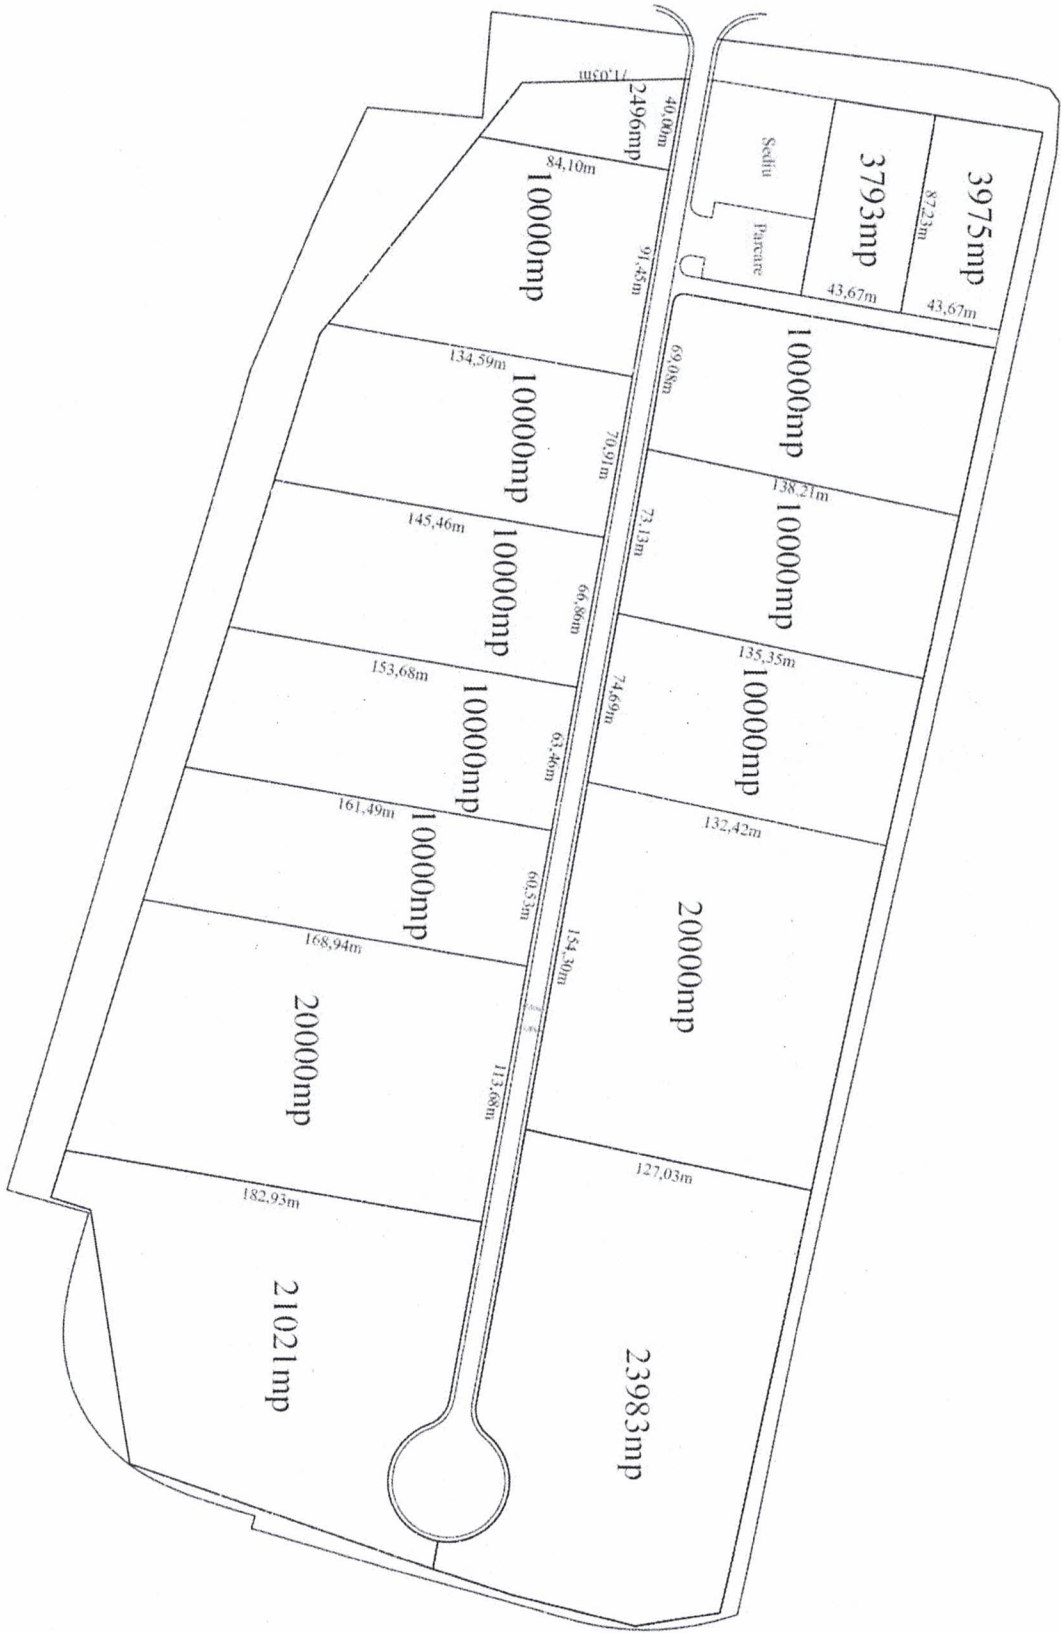 71,03m
2496mp
40,00m
84,10m
10000mp
91,45m
134,59m
10000mp
70,91m
145,46m
10000mp
66,86m
153,68m
10000mp
63,46m
161,49m
10000mp
60,53m
168,94m
20000mp
113,68m
182,93m
21021mp
Sediu
Parcare
3793mp
87,23m
3975mp
43,67m
43,67m
10000mp
69,08m
138,21m
10000mp
73,13m
135,35m
10000mp
74,69m
132,42m
20000mp
154,30m
127,03m
23983mp